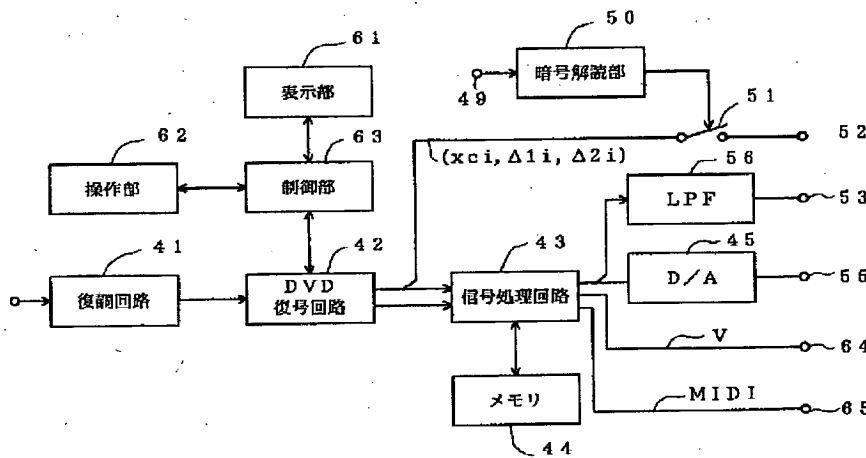 61
表示部
62
操作部
63
制御部
49
50
暗号解読部
51
52
(xci, Δ1i, Δ2i)
56
LPF
53
41
復調回路
42
DVD
復号回路
43
信号処理回路
45
D/A
55
V
64
メモリ
44
MIDI
65